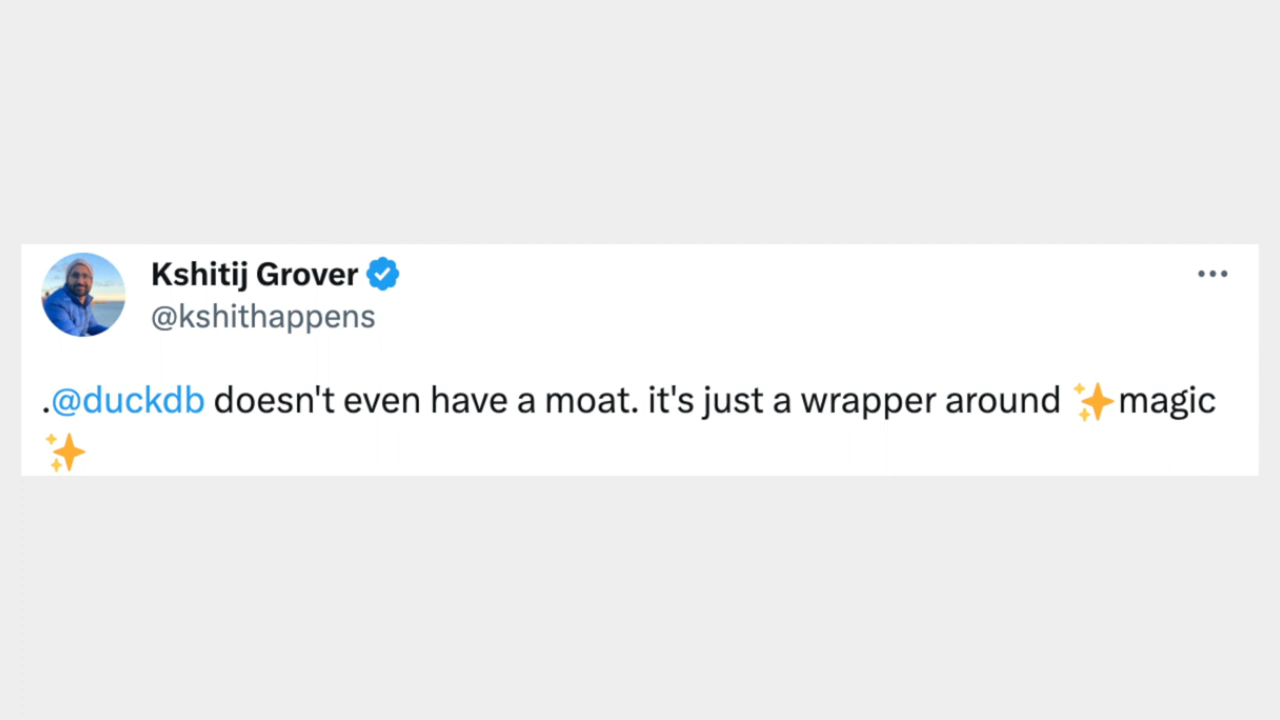 Kshitij Grover
@kshithappens
.@duckdb doesn't even have a moat. it's just a wrapper around ✨magic
✨